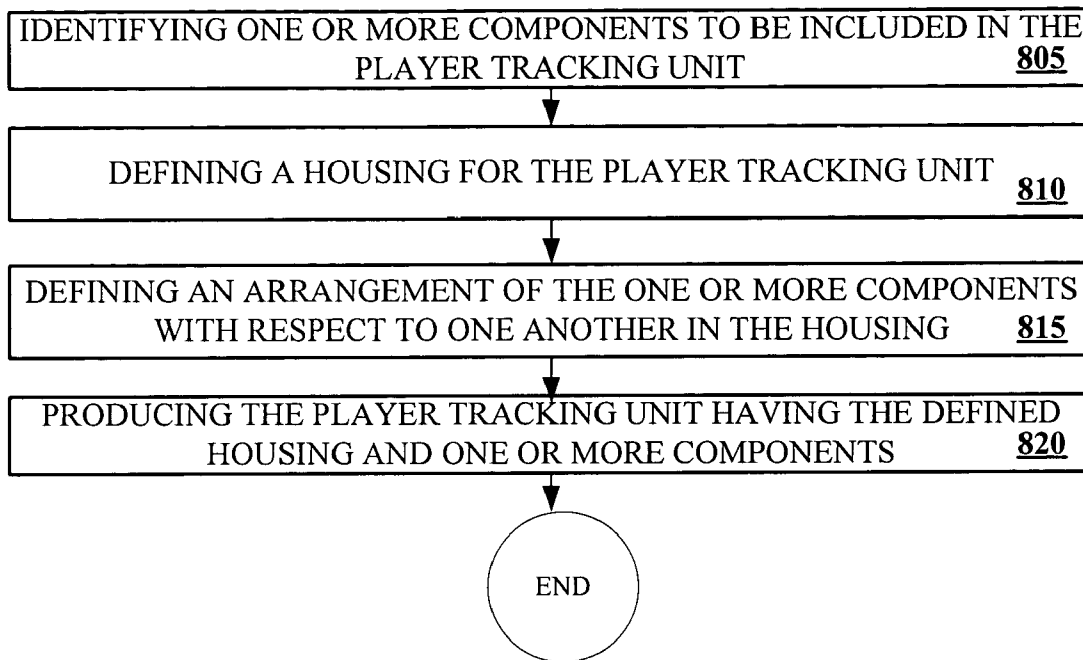 IDENTIFYING ONE OR MORE COMPONENTS TO BE INCLUDED IN THE
PLAYER TRACKING UNIT 805
DEFINING A HOUSING FOR THE PLAYER TRACKING UNIT 810
DEFINING AN ARRANGEMENT OF THE ONE OR MORE COMPONENTS
WITH RESPECT TO ONE ANOTHER IN THE HOUSING 815
PRODUCING THE PLAYER TRACKING UNIT HAVING THE DEFINED
HOUSING AND ONE OR MORE COMPONENTS 820
END